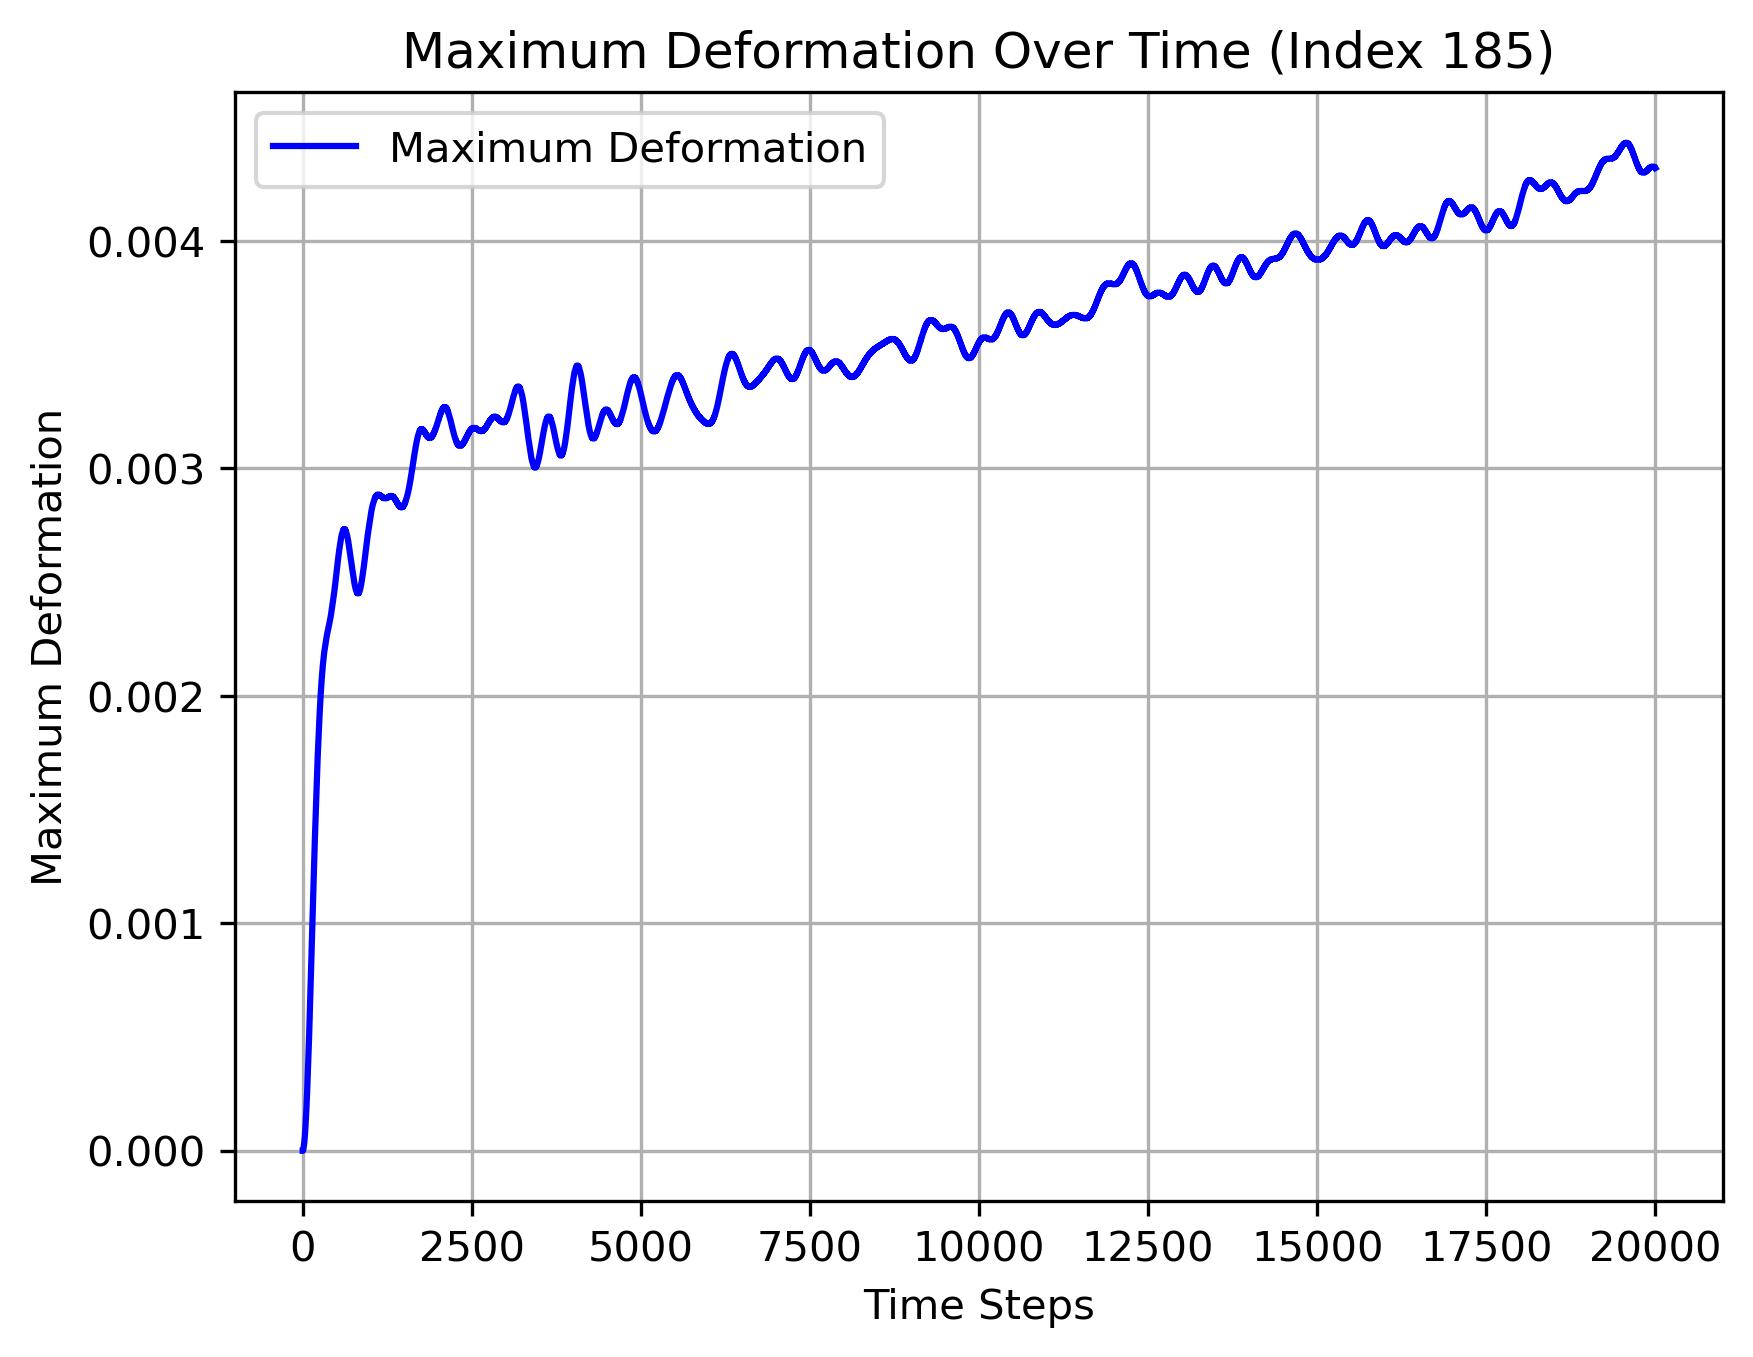 Maximum Deformation Over Time (Index 185)
Maximum Deformation
Maximum Deformation
0.004
0.003
0.002
0.001
0.000
0 2500 5000 7500 10000 12500 15000 17500 20000
Time Steps